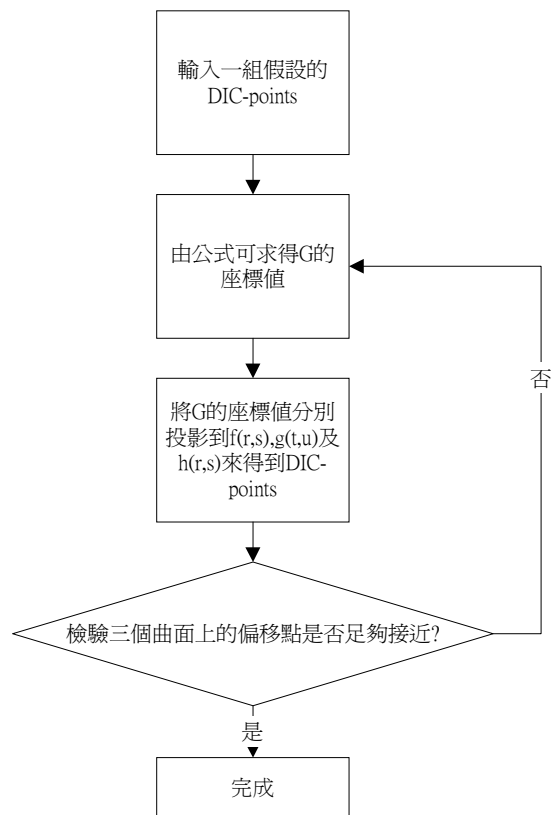 輸入一組假設的
DIC-points
由公式可求得G的
座標值
否
將G的座標值分別
投影到f(r,s),g(t,u)及
h(r,s)來得到DIC-
points
檢驗三個曲面上的偏移點是否足夠接近?
是
完成